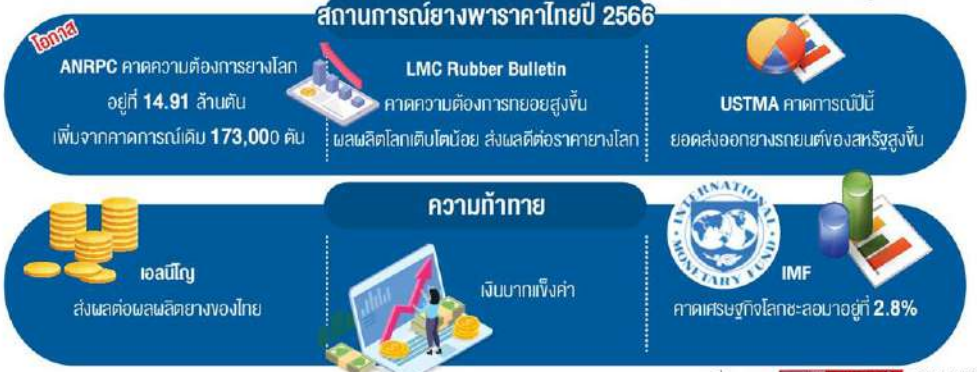 สถานการณ์ยางพาราคาไทยปี 2566
โอกาส
ANRPC คาดความต้องการยางโลก
อยู่ที่ 14.91 ล้านตัน
เพิ่มจากคาดการณ์เดิม 173,000 ตัน
LMC Rubber Bulletin
คาดความต้องการทยอยสูงขึ้น
ผลผลิตโลกเติบโตน้อย ส่งผลดีต่อราคายางโลก
USTMA คาดการณ์ปีนี้
ยอดส่งออกยางรถยนต์ของสหรัฐสูงขึ้น
ความท้าทาย
เอลนีโญ
ส่งผลต่อผลผลิตยางของไทย
เงินบาทแข็งค่า
INTERNATIONAL MONETARY FUND
IMF
คาดเศรษฐกิจโลกชะลอมาอยู่ที่ 2.8%